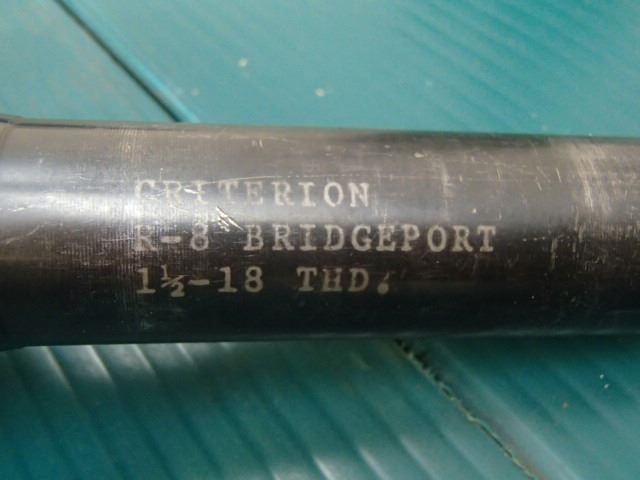 CRITERION
R-8 BRIDGEPORT
1½-18 THD.